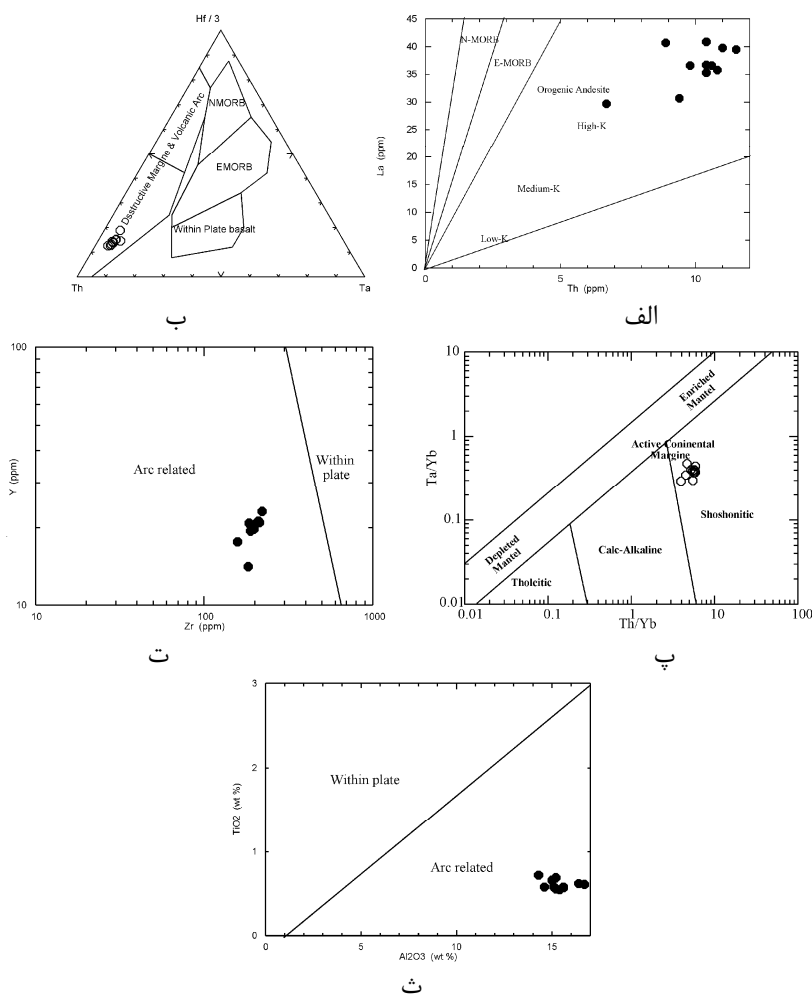 Hf / 3
Dsstructive Margine & Volcanic Arc
NMORB
EMORB
Within Plate basalt
Th
Ta
ب
45
40
35
30
25
20
15
10
5
0
La (ppm)
N-MORB
E-MORB
Orogenic Andesite
High-K
Medium-K
Low-K
0
5
10
Th (ppm)
الف
100
10
Y (ppm)
Arc related
Within
plate
10
100
1000
Zr (ppm)
ت
10
1
0.1
0.01
Ta/Yb
Enriched
Mantel
Active Coninental
Margine
Shoshonitic
Calc-Alkaline
Depleted
Mantel
Tholeitic
0.01
0.1
1
10
100
Th/Yb
پ
3
2
1
0
TiO2 (wt %)
Within plate
Arc related
0
5
10
15
Al2O3 (wt %)
ث